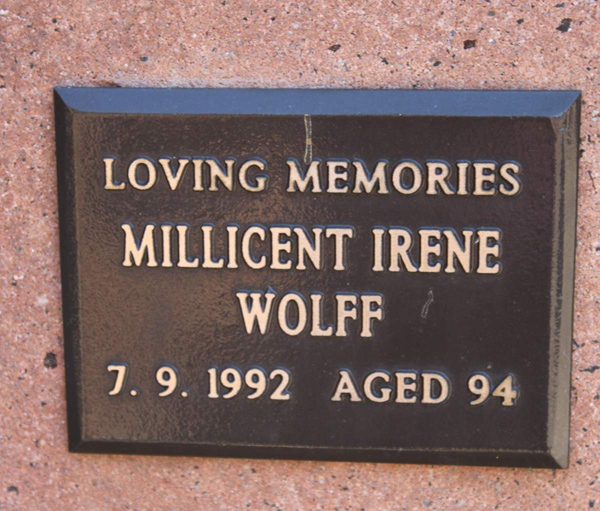 LOVING MEMORIES
MILLICENT IRENE
WOLFF
7. 9. 1992 AGED 94